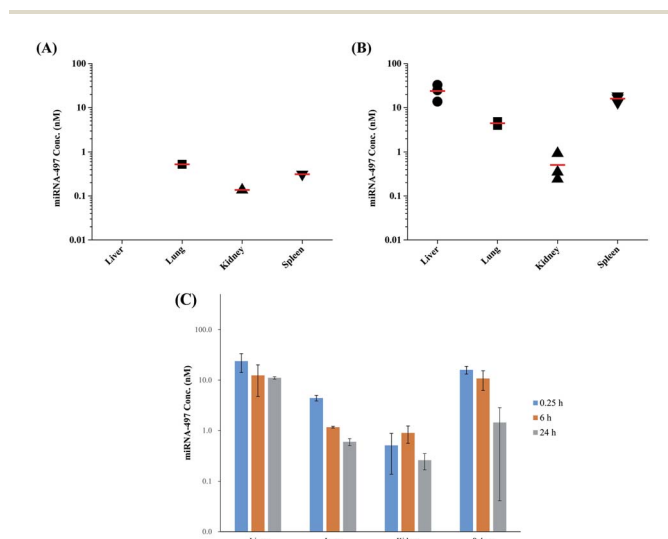 (A)
miRNA-497 Conc. (nM)
100
10
1
0.1
0.01
Liver
Lung
Kidney
Spleen
(B)
miRNA-497 Conc. (nM)
100
10
1
0.1
0.01
Liver
Lung
Kidney
Spleen
(C)
miRNA-497 Conc. (nM)
100.0
10.0
1.0
0.1
0.0
0.25 h
6 h
24 h